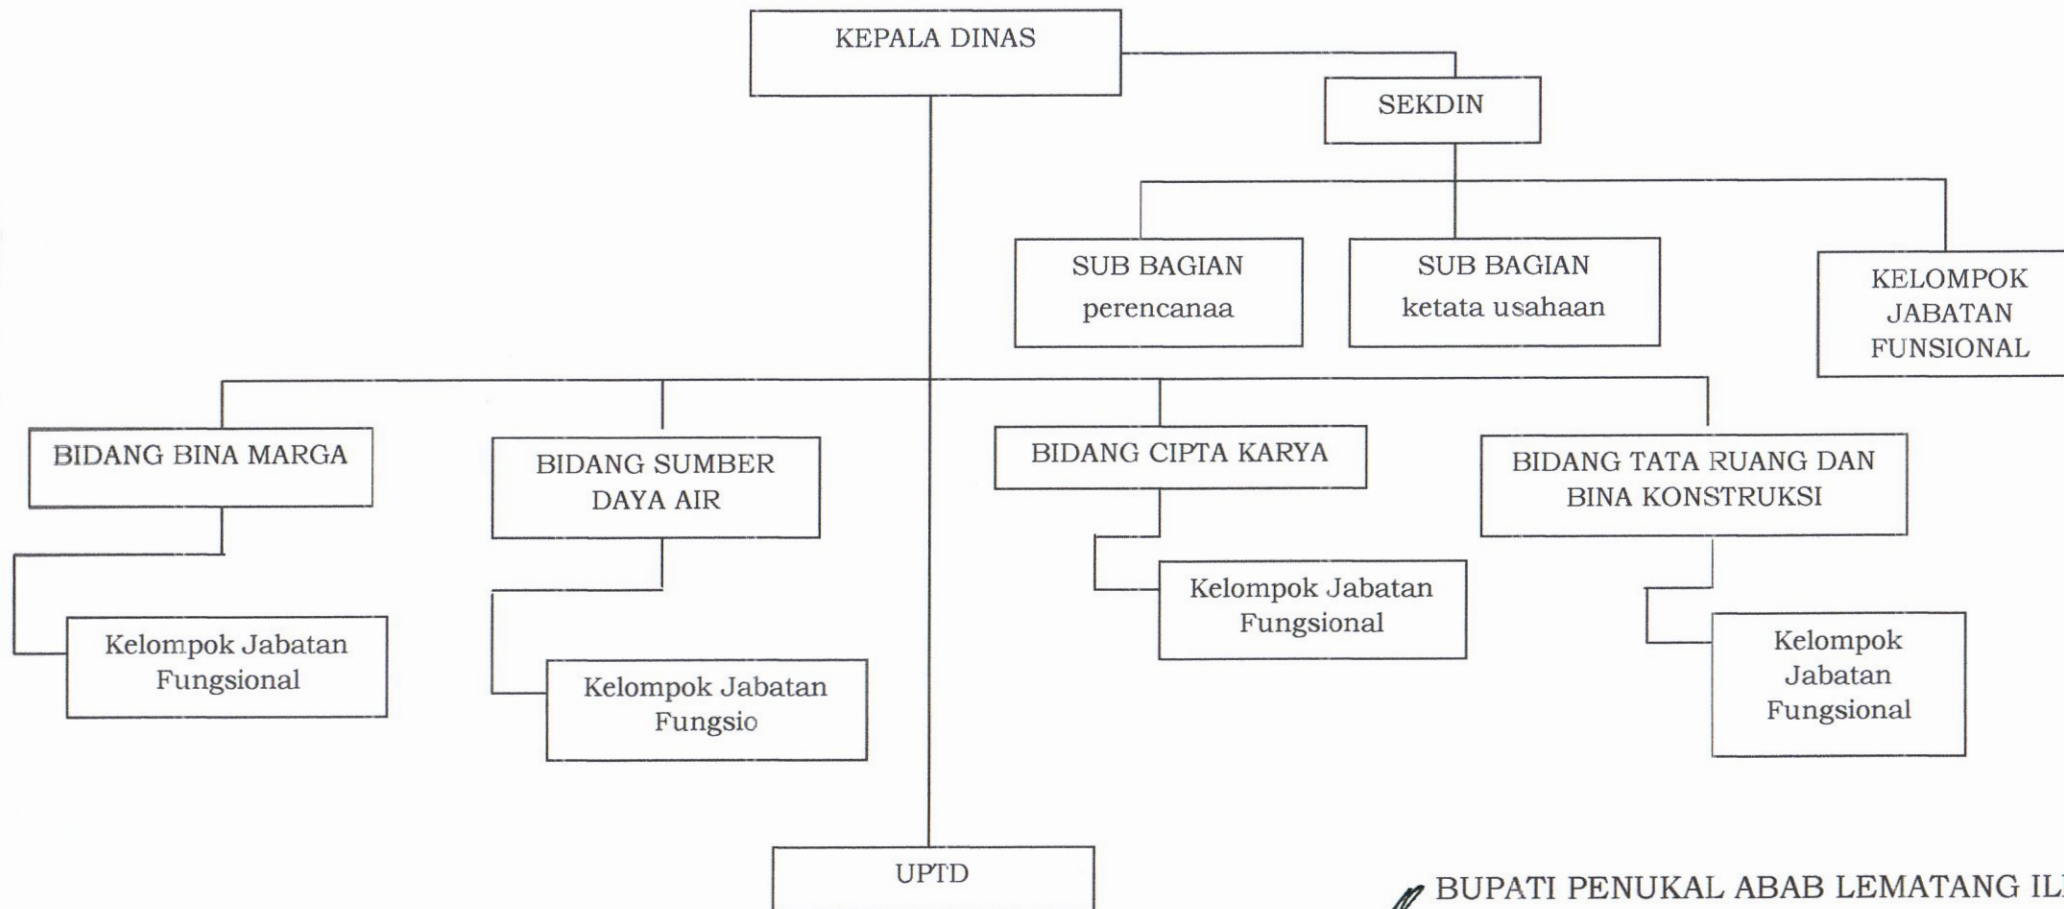 KEPALA DINAS
SEKDIN
SUB BAGIAN
perencanaa
SUB BAGIAN
ketata usahaan
KELOMPOK
JABATAN
FUNSIONAL
BIDANG BINA MARGA
BIDANG SUMBER
DAYA AIR
BIDANG CIPTA KARYA
BIDANG TATA RUANG DAN
BINA KONSTRUKSI
Kelompok Jabatan
Fungsional
Kelompok Jabatan
Fungsio
Kelompok Jabatan
Fungsional
Kelompok
Jabatan
Fungsional
UPTD
BUPATI PENUKAL ABAB LEMATANG